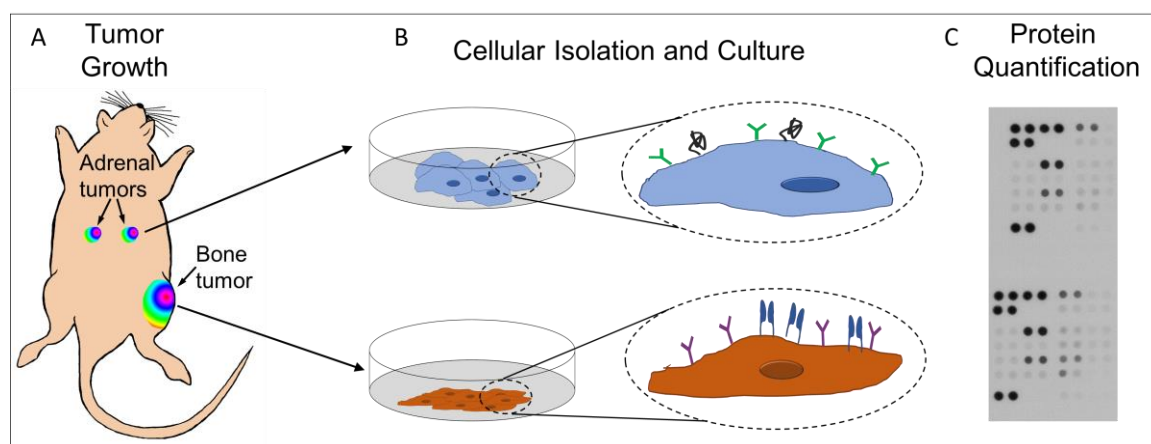 A
Tumor
Growth
Adrenal
tumors
Bone
tumor
B
Cellular Isolation and Culture
C
Protein
Quantification